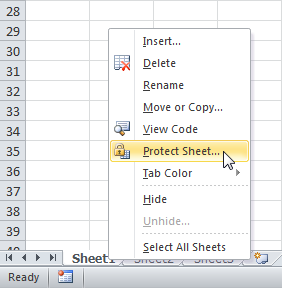 28
29
30
31
32
33
34
35
36
37
38
39
Insert...
Delete
Rename
Move or Copy...
View Code
Protect Sheet...
Tab Color
Hide
Unhide...
Select All Sheets
Sheet1 Sheet2 Sheet3
Ready